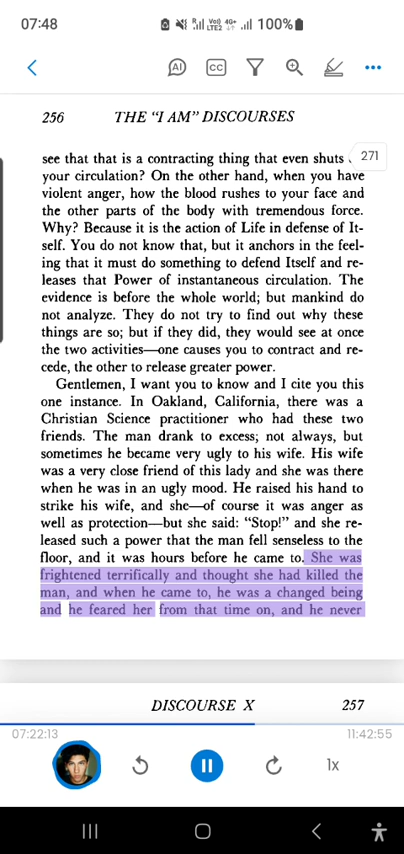 07:48
Vo)) 4G+
R LTE2 100%
AI CC
256 THE “I AM” DISCOURSES
271
see that that is a contracting thing that even shuts
your circulation? On the other hand, when you have
violent anger, how the blood rushes to your face and
the other parts of the body with tremendous force.
Why? Because it is the action of Life in defense of It-
self. You do not know that, but it anchors in the feel-
ing that it must do something to defend Itself and re-
leases that Power of instantaneous circulation. The
evidence is before the whole world; but mankind do
not analyze. They do not try to find out why these
things are so; but if they did, they would see at once
the two activities—one causes you to contract and re-
cede, the other to release greater power.
Gentlemen, I want you to know and I cite you this
one instance. In Oakland, California, there was a
Christian Science practitioner who had these two
friends. The man drank to excess; not always, but
sometimes he became very ugly to his wife. His wife
was a very close friend of this lady and she was there
when he was in an ugly mood. He raised his hand to
strike his wife, and she—of course it was anger as
well as protection—but she said: “Stop!” and she re-
leased such a power that the man fell senseless to the
floor, and it was hours before he came to. She was
frightened terrifically and thought she had killed the
man, and when he came to, he was a changed being
and he feared her from that time on, and he never
DISCOURSE X 257
07:22:13 11:42:55
1x